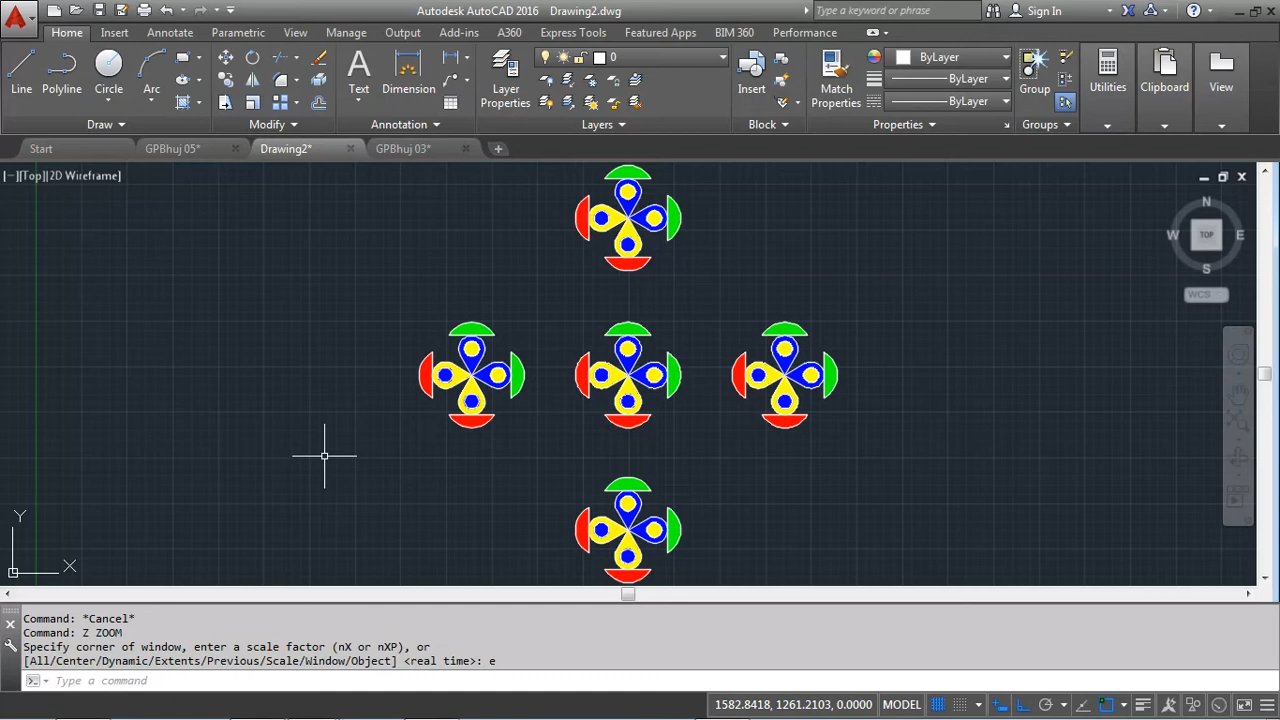 Autodesk AutoCAD 2016 Drawing2.dwg
Type a keyword or phrase
Sign In
Home Insert Annotate Parametric View Manage Output Add-ins A360 Express Tools Featured Apps BIM 360 Performance
0
ByLayer
ByLayer
ByLayer
Line Polyline Circle Arc Text Dimension Layer Properties Insert Match Properties Group Utilities Clipboard View
Draw Modify Annotation Layers Block Properties Groups
Start GPBhuj 05* Drawing2* GPBhuj 03*
[−][Top][2D Wireframe]
N
W TOP E
S
WCS
Y
X
Command: *Cancel*
Command: Z ZOOM
Specify corner of window, enter a scale factor (nX or nXP), or
[All/Center/Dynamic/Extents/Previous/Scale/Window/Object] <real time>: e
Type a command
1582.8418, 1261.2103, 0.0000 MODEL